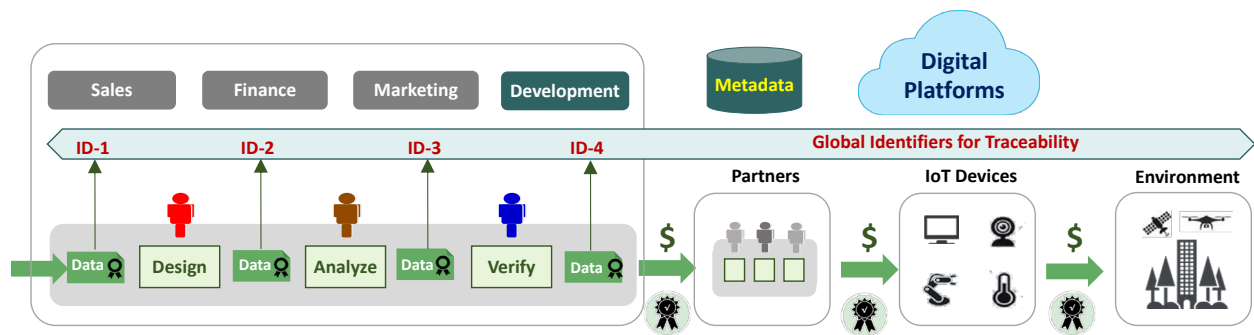 Sales
Finance
Marketing
Development
Metadata
Digital
Platforms
ID-1
ID-2
ID-3
ID-4
Global Identifiers for Traceability
Partners
IoT Devices
Environment
Data
Design
Data
Analyze
Data
Verify
Data
$
$
$